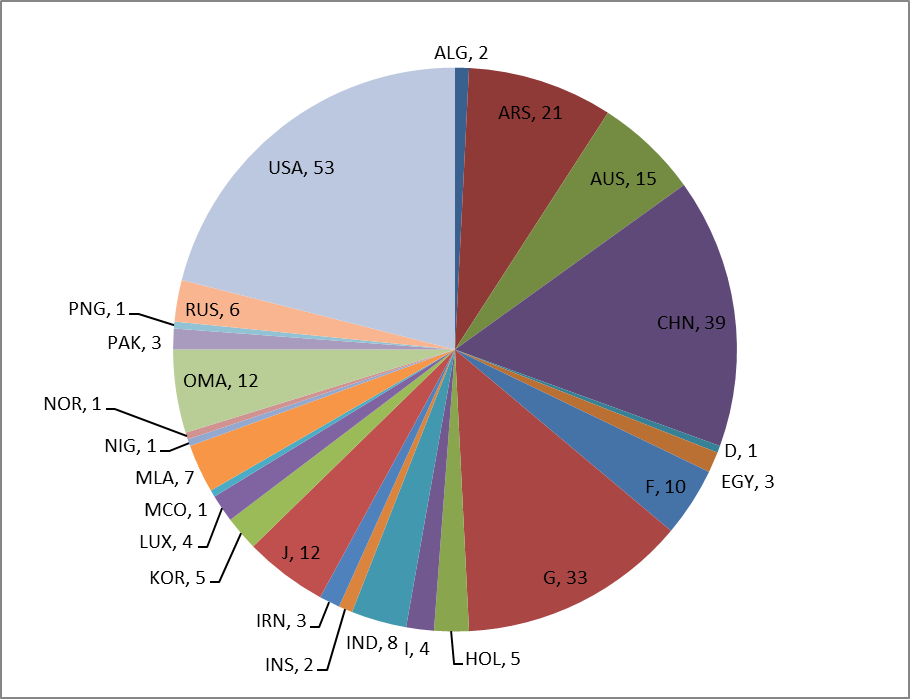 ALG, 2
ARS, 21
AUS, 15
CHN, 39
D, 1
EGY, 3
F, 10
G, 33
HOL, 5
I, 4
IND, 8
INS, 2
IRN, 3
J, 12
KOR, 5
LUX, 4
MCO, 1
MLA, 7
NIG, 1
NOR, 1
OMA, 12
PAK, 3
PNG, 1
RUS, 6
USA, 53